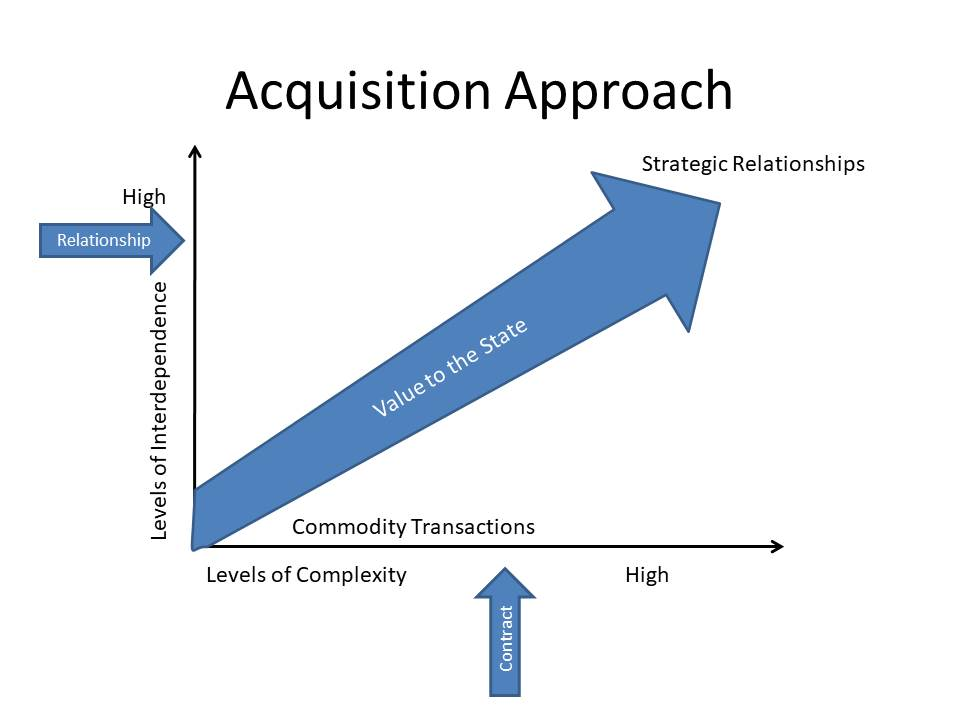 Acquisition Approach
Strategic Relationships
High
Relationship
Levels of Interdependence
Value to the State
Commodity Transactions
Levels of Complexity
High
Contract